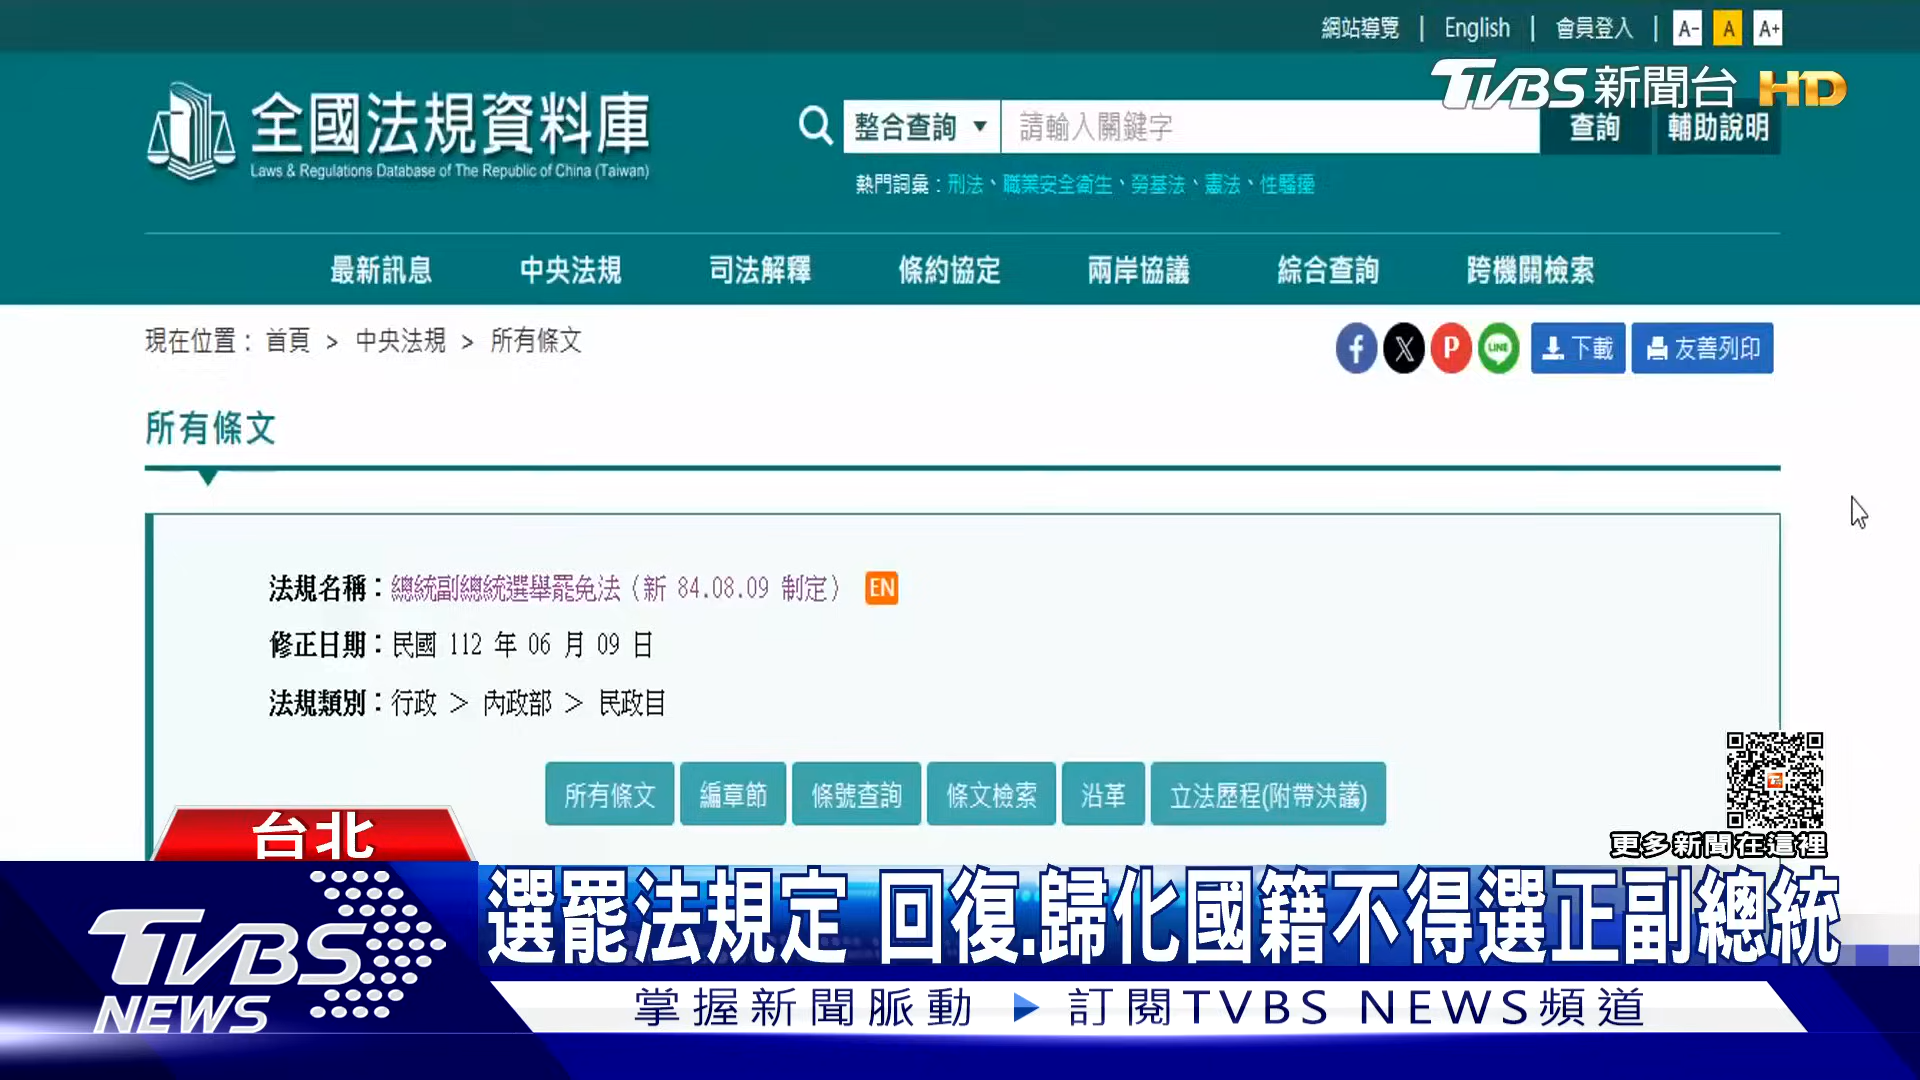 網站導覽 | English | 會員登入 | A- A A+
TVBS新聞台 HD
全國法規資料庫
Laws & Regulations Database of The Republic of China (Taiwan)
整合查詢 ▼ 請輸入關鍵字 查詢 輔助說明
熱門詞彙：刑法、職業安全衛生、勞基法、憲法、性騷擾
最新訊息 中央法規 司法解釋 條約協定 兩岸協議 綜合查詢 跨機關檢索
現在位置： 首頁 > 中央法規 > 所有條文
f X P LINE 下載 友善列印
所有條文
法規名稱：總統副總統選舉罷免法（新 84.08.09 制定） EN
修正日期：民國 112 年 06 月 09 日
法規類別：行政 > 內政部 > 民政目
所有條文 編章節 條號查詢 條文檢索 沿革 立法歷程(附帶決議)
更多新聞在這裡
台北
選罷法規定 回復.歸化國籍不得選正副總統
TVBS
NEWS
掌握新聞脈動 ▶ 訂閱TVBS NEWS頻道